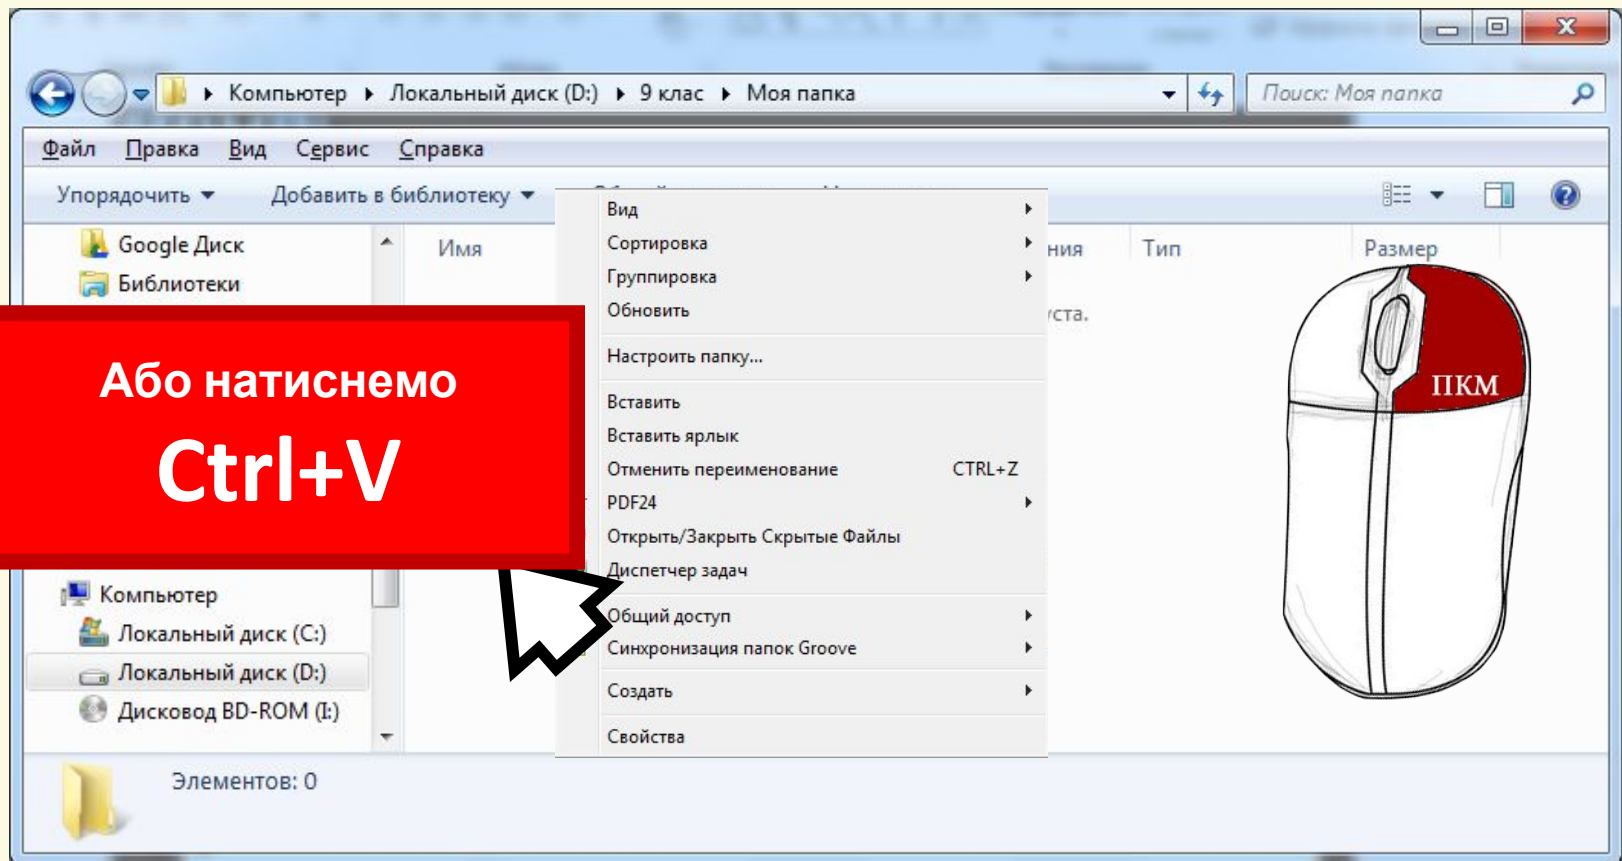 Компьютер ▸ Локальный диск (D:) ▸ 9 клас ▸ Моя папка
Поиск: Моя папка
Файл Правка Вид Сервис Справка
Упорядочить Добавить в библиотеку
Google Диск
Библиотеки
Имя
ния
Тип
Размер
уста.
Або натиснемо
Ctrl+V
Вид
Сортировка
Группировка
Обновить
Настроить папку...
Вставить
Вставить ярлык
Отменить переименование CTRL+Z
PDF24
Открыть/Закрыть Скрытые Файлы
Диспетчер задач
Общий доступ
Синхронизация папок Groove
Создать
Свойства
ПКМ
Компьютер
Локальный диск (C:)
Локальный диск (D:)
Дисковод BD-ROM (I:)
Элементов: 0